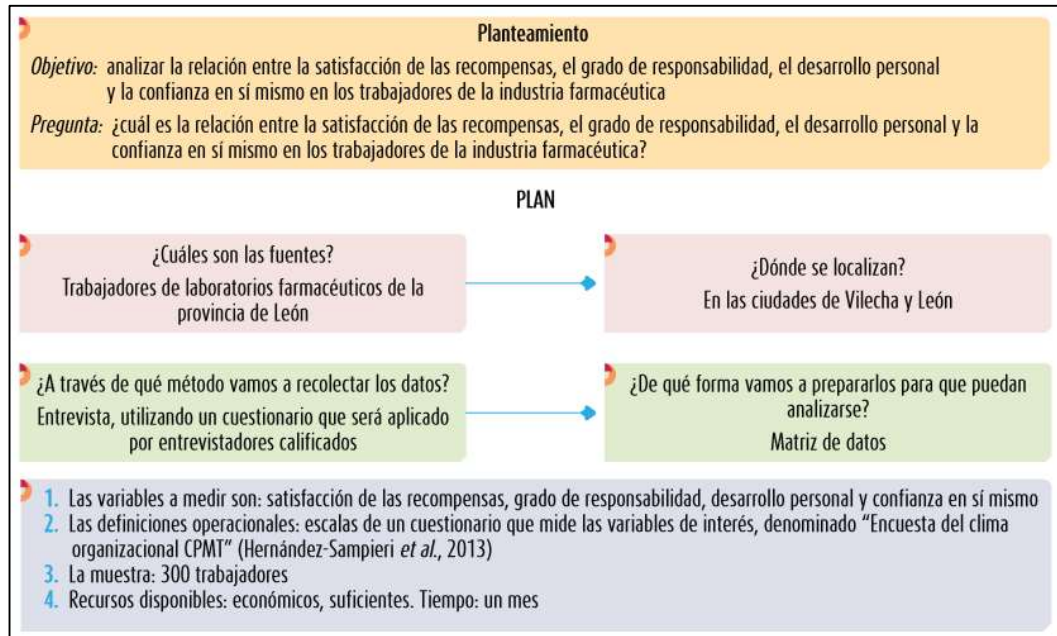 Planteamiento
Objetivo: analizar la relación entre la satisfacción de las recompensas, el grado de responsabilidad, el desarrollo personal
y la confianza en sí mismo en los trabajadores de la industria farmacéutica
Pregunta: ¿cuál es la relación entre la satisfacción de las recompensas, el grado de responsabilidad, el desarrollo personal y la
confianza en sí mismo en los trabajadores de la industria farmacéutica?
PLAN
¿Cuáles son las fuentes?
Trabajadores de laboratorios farmacéuticos de la
provincia de León
¿Dónde se localizan?
En las ciudades de Vilecha y León
¿A través de qué método vamos a recolectar los datos?
Entrevista, utilizando un cuestionario que será aplicado
por entrevistadores calificados
¿De qué forma vamos a prepararlos para que puedan
analizarse?
Matriz de datos
1. Las variables a medir son: satisfacción de las recompensas, grado de responsabilidad, desarrollo personal y confianza en sí mismo
2. Las definiciones operacionales: escalas de un cuestionario que mide las variables de interés, denominado “Encuesta del clima
organizacional CPMT” (Hernández-Sampieri et al., 2013)
3. La muestra: 300 trabajadores
4. Recursos disponibles: económicos, suficientes. Tiempo: un mes